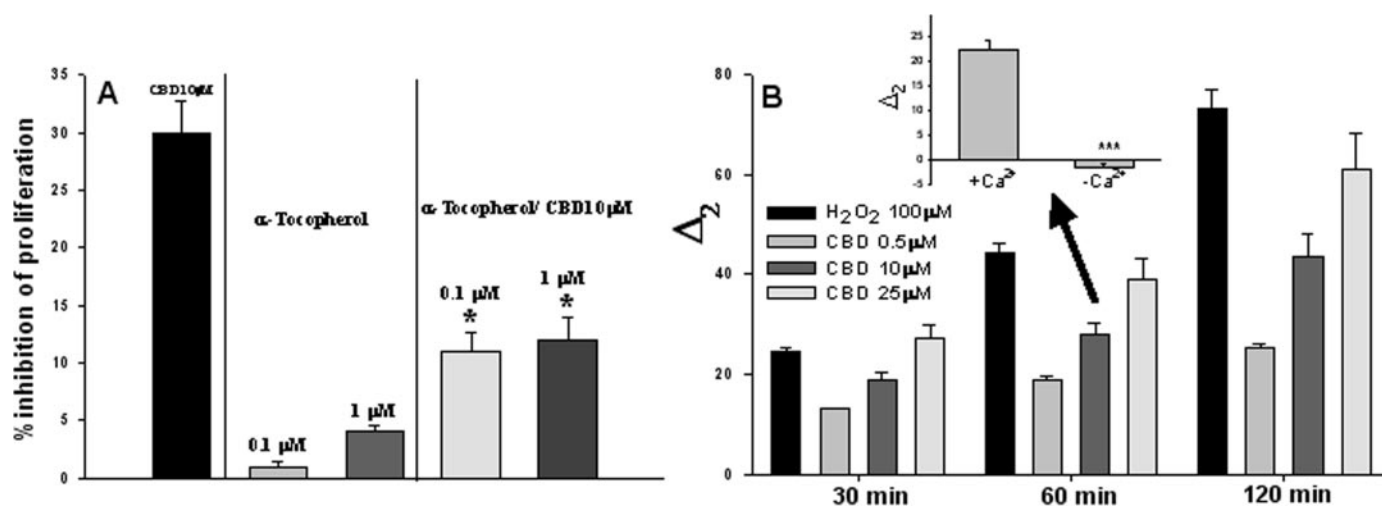 A
% inhibition of proliferation
35
30
25
20
15
10
5
0
CBD10μM
α-Tocopherol
0.1 μM
1 μM
α-Tocopherol/ CBD10μM
0.1 μM
*
1 μM
*
B
Δ2
80
60
40
20
0
Δ2
25
20
15
10
5
0
-5
+Ca2+
***
-Ca2+
H2O2 100μM
CBD 0.5μM
CBD 10μM
CBD 25μM
30 min
60 min
120 min